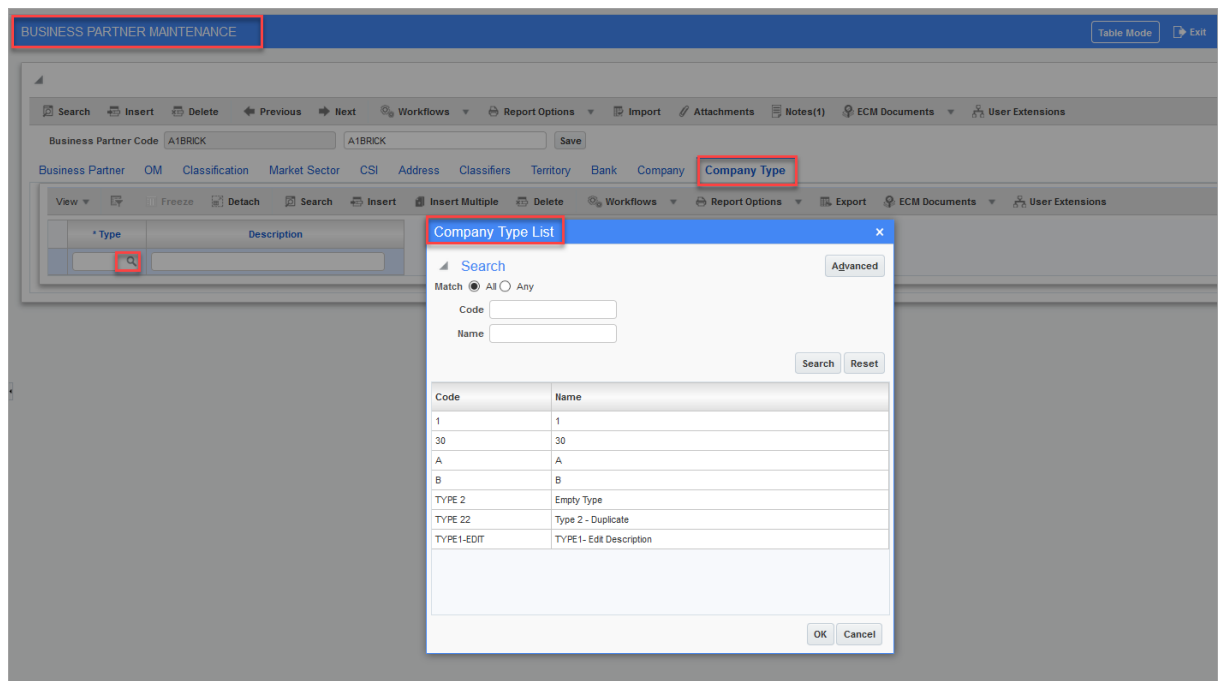 BUSINESS PARTNER MAINTENANCE Table Mode Exit
Search Insert Delete Previous Next Workflows Report Options Import Attachments Notes(1) ECM Documents User Extensions
Business Partner Code A1BRICK A1BRICK Save
Business Partner OM Classification Market Sector CSI Address Classifiers Territory Bank Company Company Type
View Freeze Detach Search Insert Insert Multiple Delete Workflows Report Options Export ECM Documents User Extensions
* Type Description
Company Type List ×
Search Advanced
Match All Any
Code
Name
Search Reset
Code Name
1 1
30 30
A A
B B
TYPE 2 Empty Type
TYPE 22 Type 2 - Duplicate
TYPE1-EDIT TYPE1- Edit Description
OK Cancel